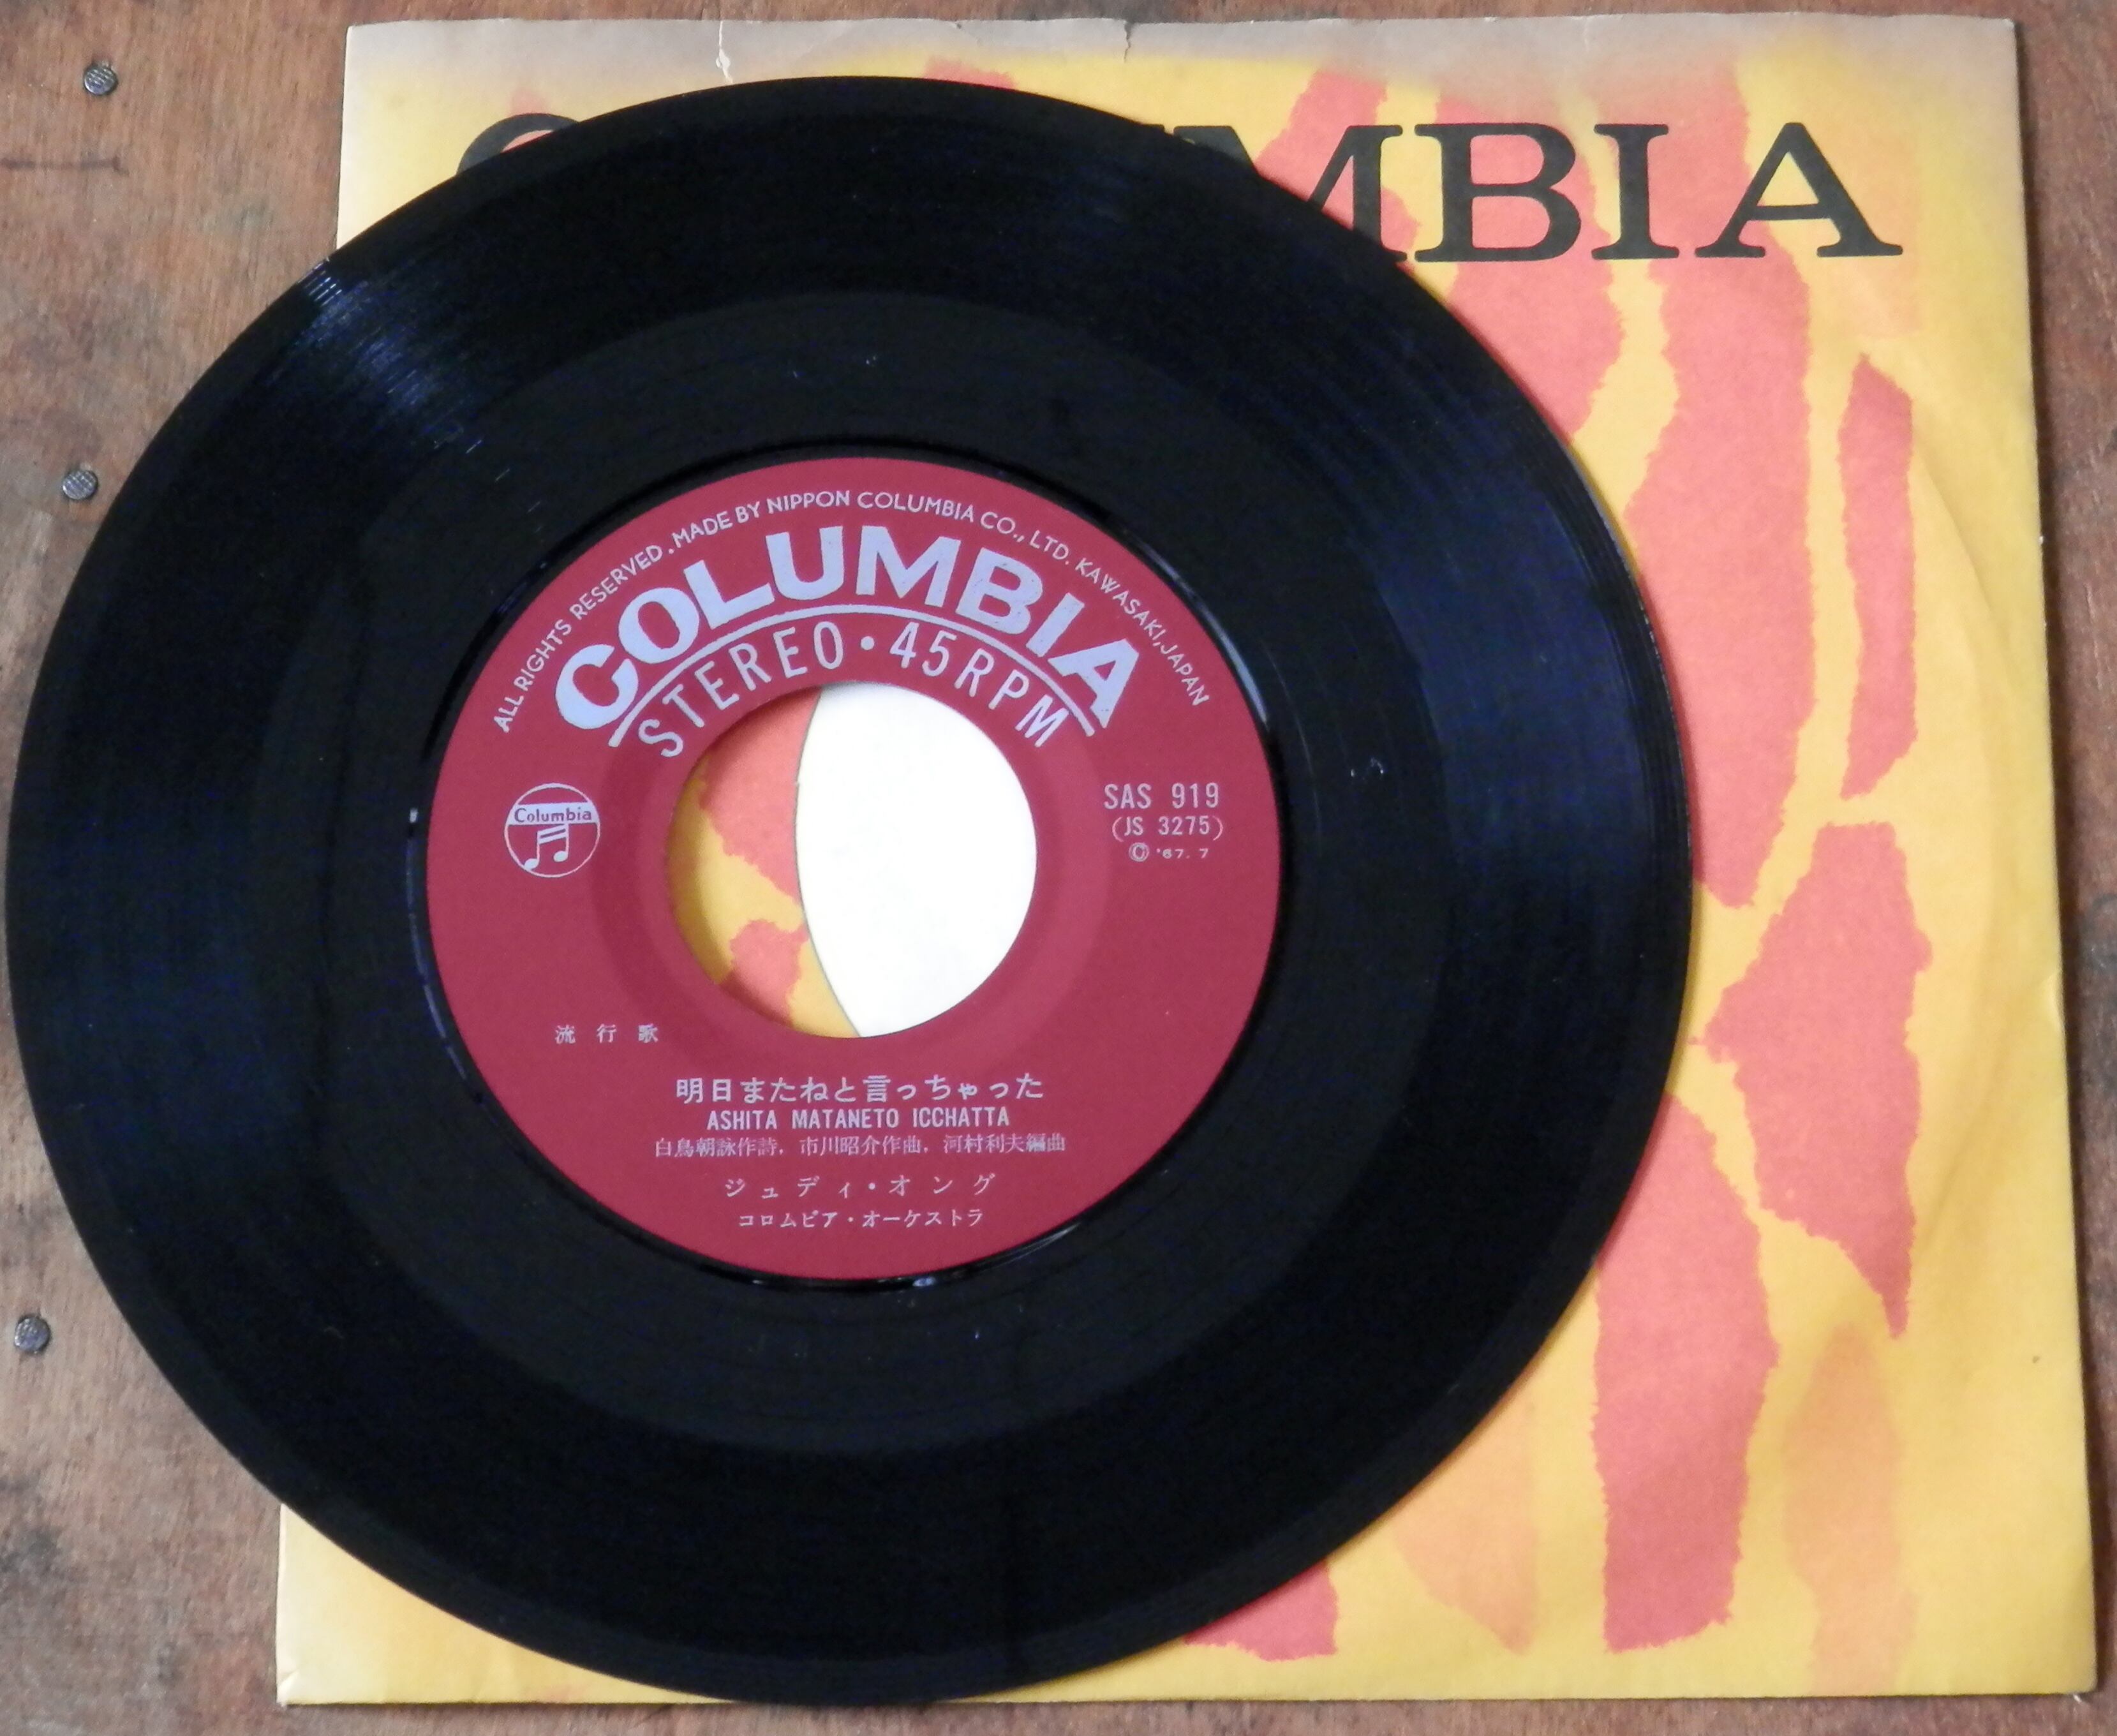 MBIA
ALL RIGHTS RESERVED. MADE BY NIPPON COLUMBIA CO., LTD. KAWASAKI, JAPAN
COLUMBIA
STEREO・45RPM
Columbia
SAS 919
(JS 3275)
© '67. 7
流行歌
明日またねと言っちゃった
ASHITA MATANETO ICCHATTA
白鳥朝詠作詩, 市川昭介作曲, 河村利夫編曲
ジュディ・オング
コロムビア・オーケストラ